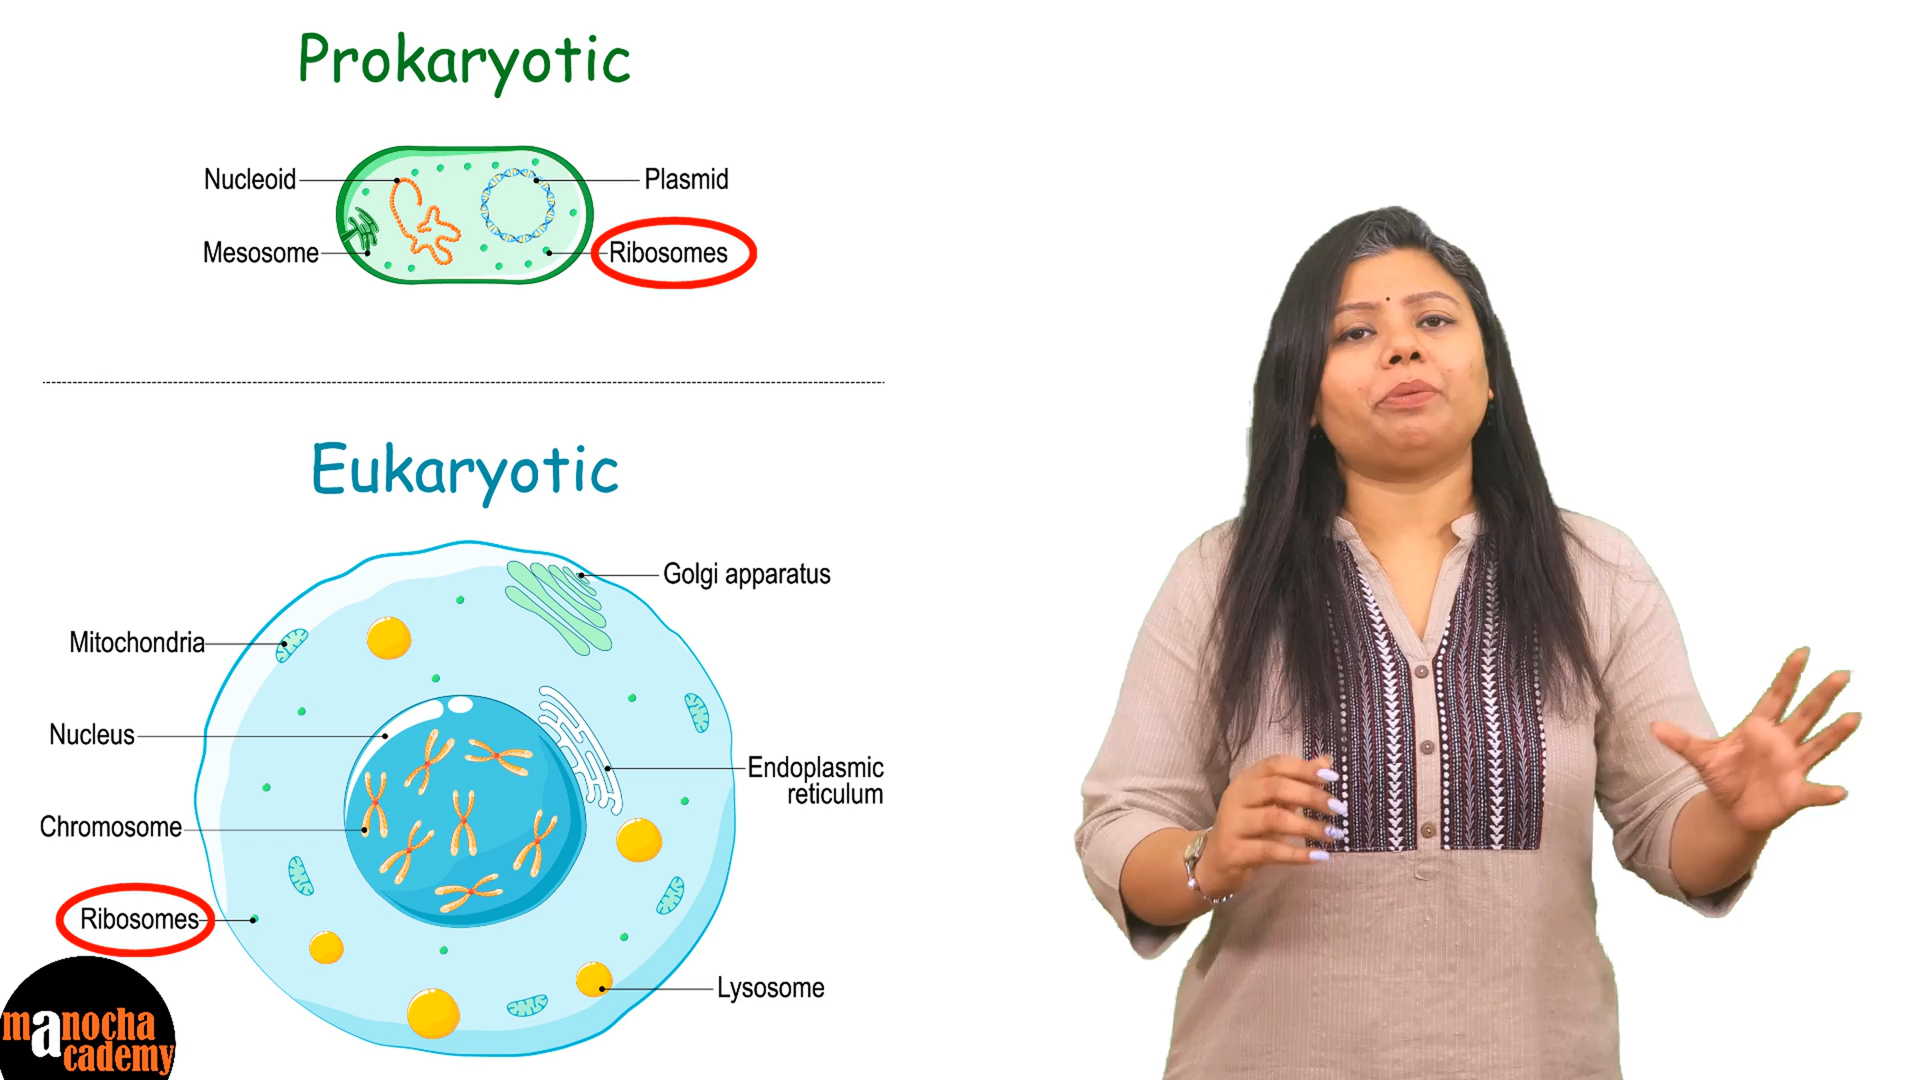 Prokaryotic
Nucleoid
Plasmid
Mesosome
Ribosomes
Eukaryotic
Golgi apparatus
Mitochondria
Nucleus
Endoplasmic
reticulum
Chromosome
Ribosomes
Lysosome
manocha
academy